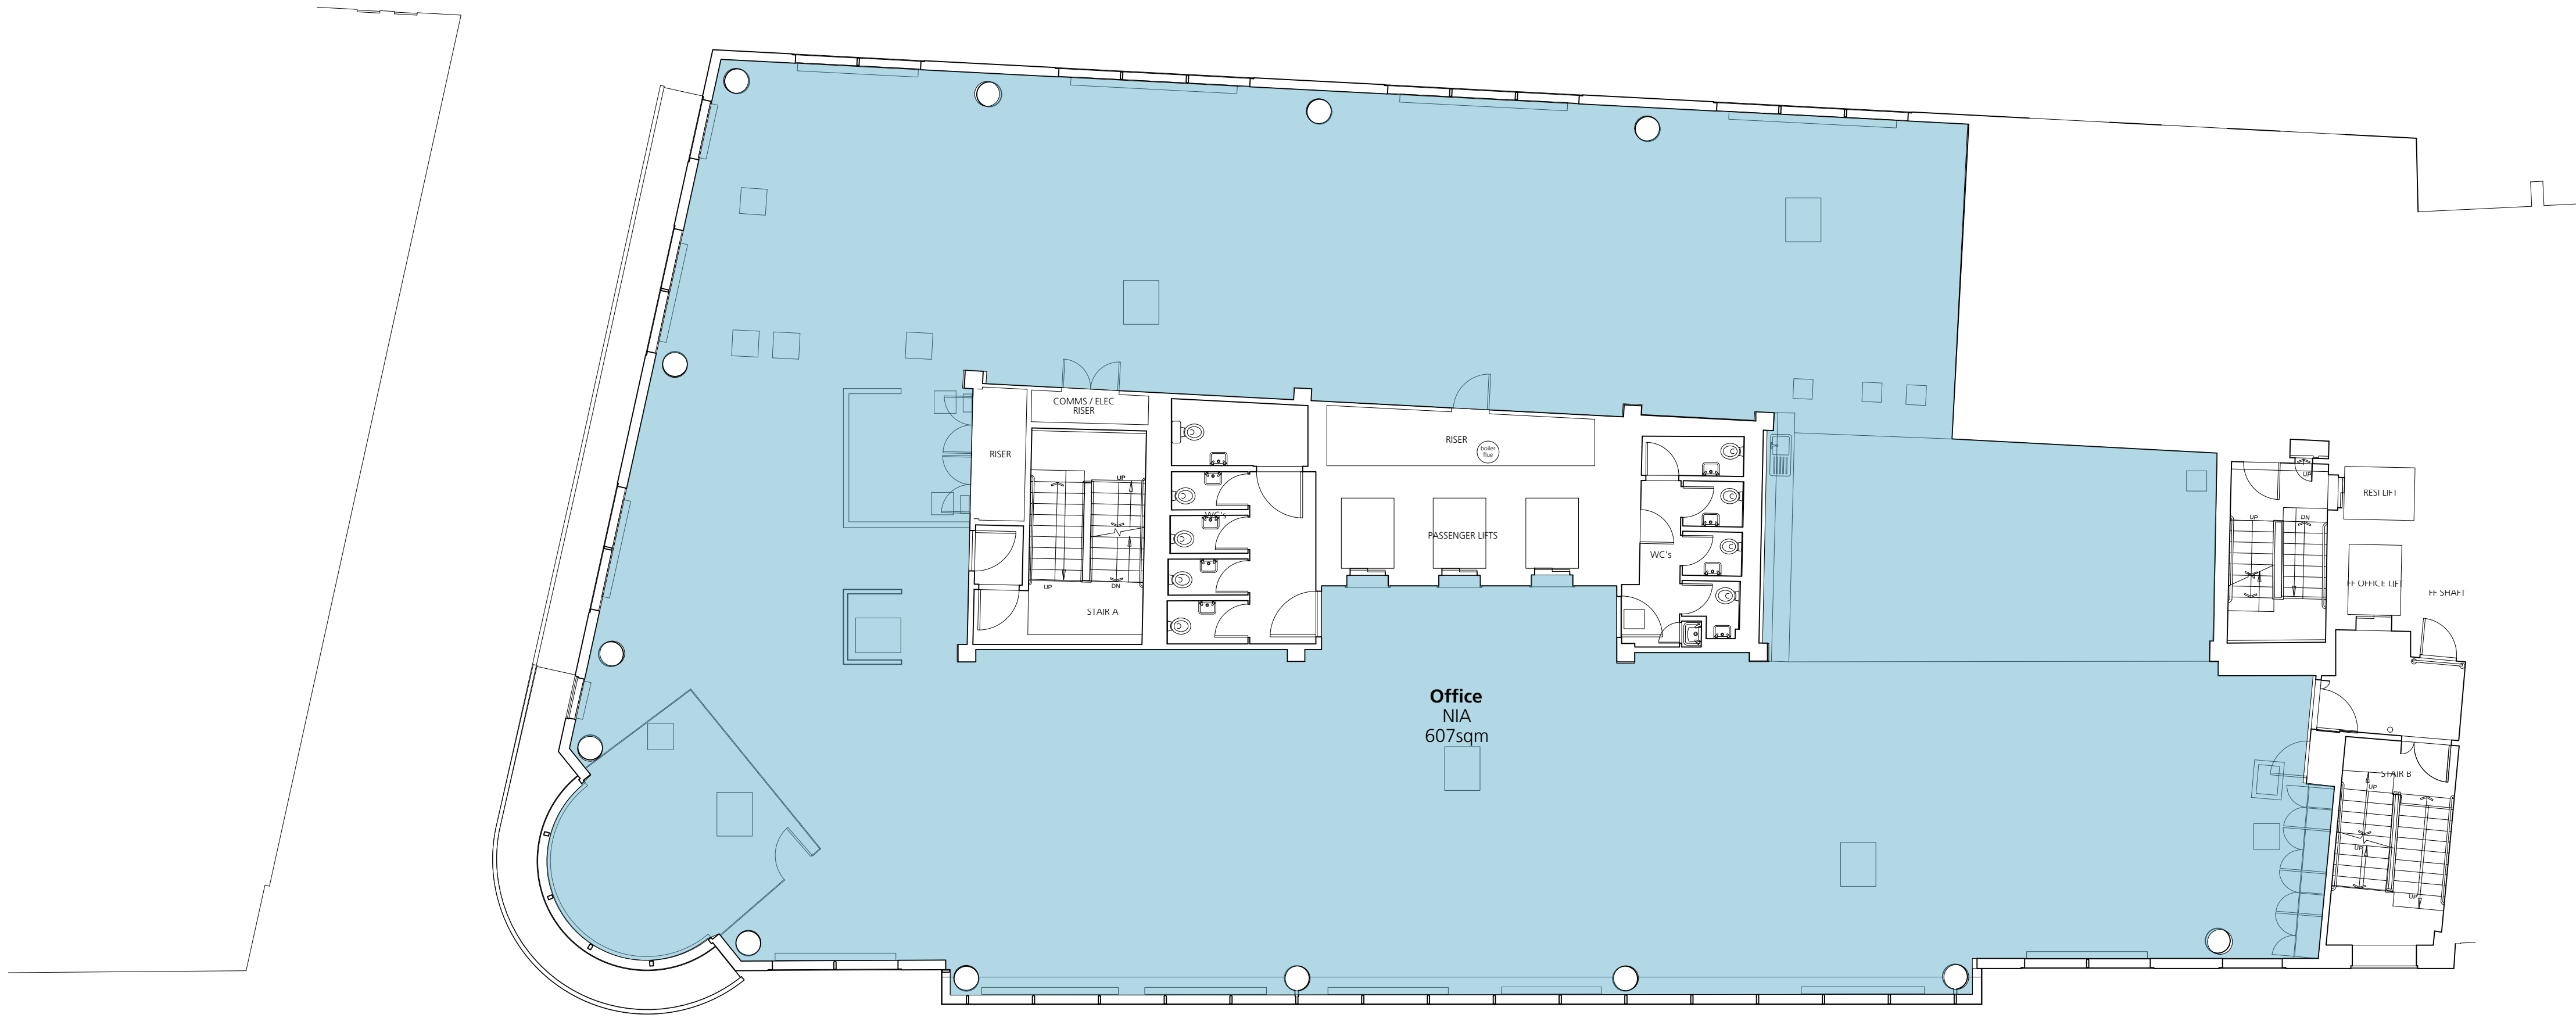 COMMS / ELEC
RISER
RISER
RISER
boiler
flue
UP
UP
DN
STAIR A
WC's
PASSENGER LIFTS
WC's
UP
RESI LIFT
UP
DN
FF OFFICE LIFT
FF SHAFT
Office
NIA
607sqm
STAIR B
UP
UP
UP